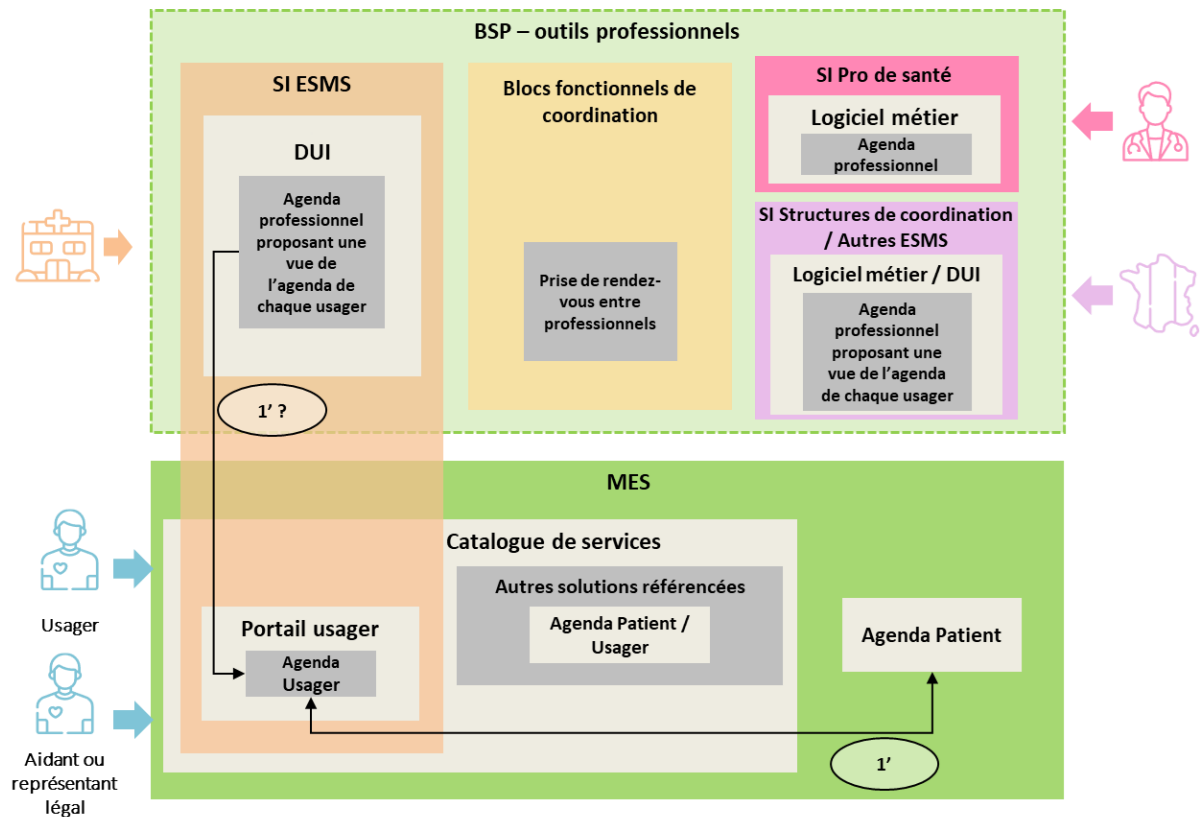 BSP – outils professionnels
SI ESMS
DUI
Agenda
professionnel
proposant une
vue de
l’agenda de
chaque usager
Blocs fonctionnels de
coordination
Prise de rendez-
vous entre
professionnels
SI Pro de santé
Logiciel métier
Agenda
professionnel
SI Structures de coordination
/ Autres ESMS
Logiciel métier / DUI
Agenda
professionnel
proposant une
vue de l’agenda
de chaque usager
1’ ?
MES
Catalogue de services
Autres solutions référencées
Agenda Patient /
Usager
Portail usager
Agenda
Usager
Agenda Patient
1’
Usager
Aidant ou
représentant
légal